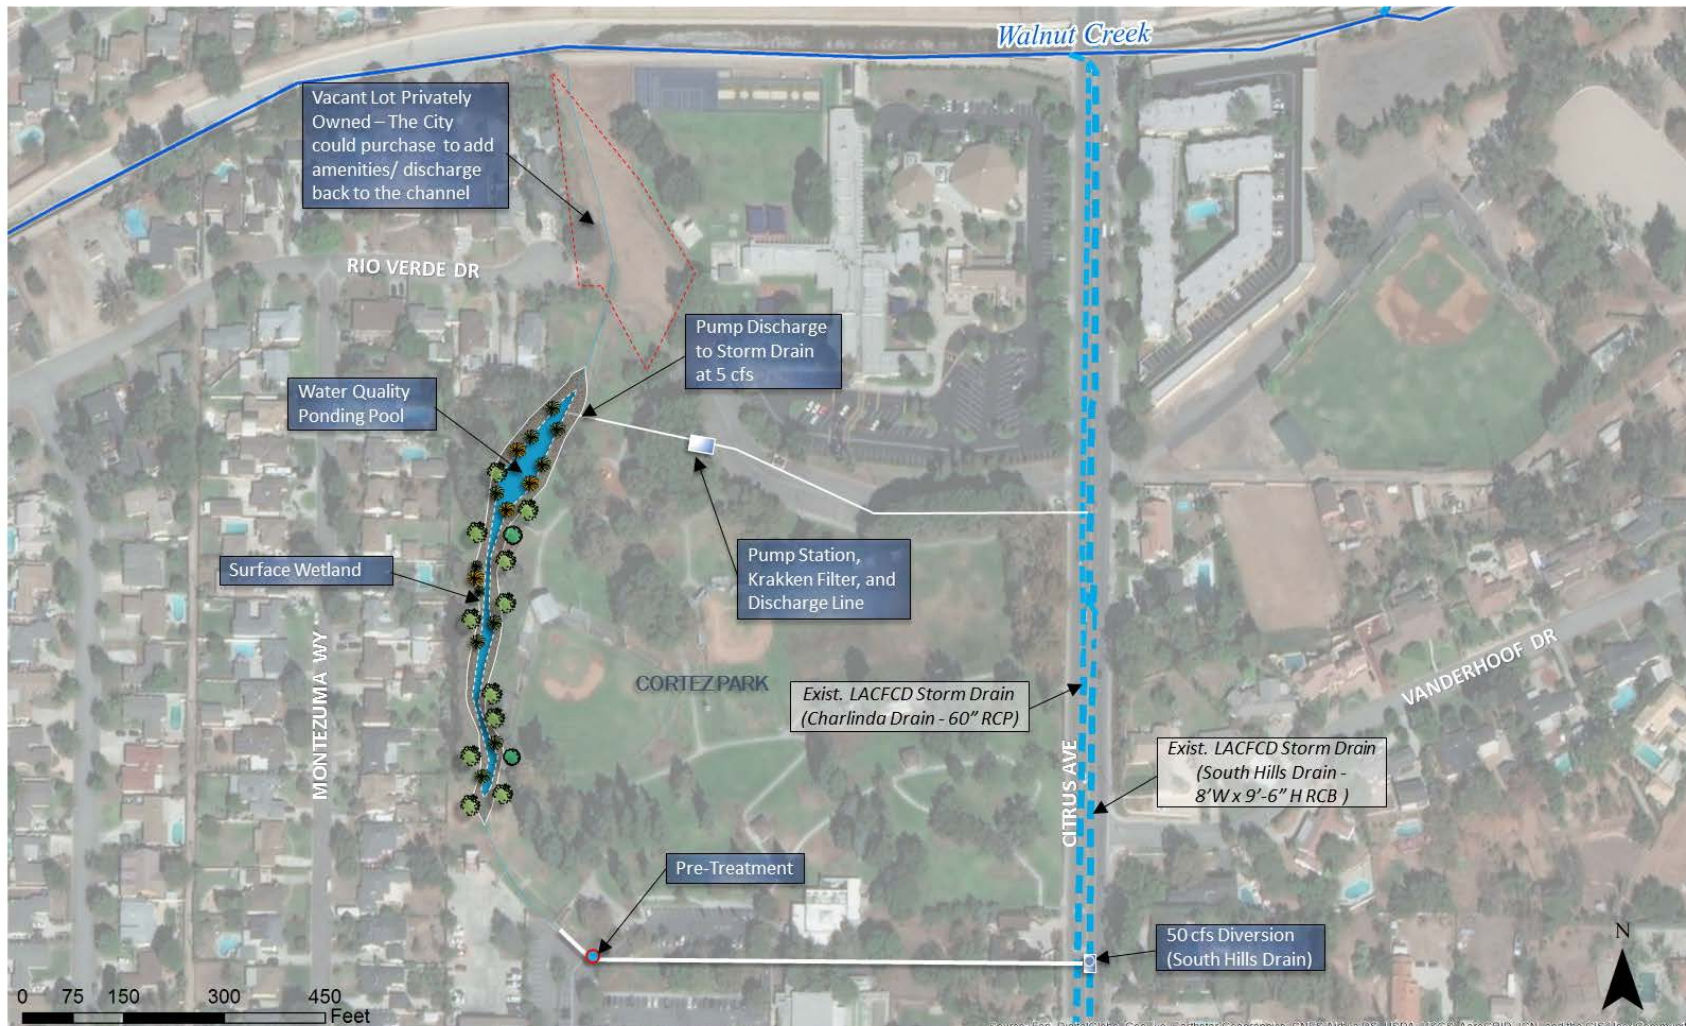 Walnut Creek
Vacant Lot Privately
Owned – The City
could purchase to add
amenities/ discharge
back to the channel
RIO VERDE DR
Pump Discharge
to Storm Drain
at 5 cfs
Water Quality
Ponding Pool
Surface Wetland
Pump Station,
Krakken Filter, and
Discharge Line
MONTEZUMA WY
CORTEZ PARK
Exist. LACFCD Storm Drain
(Charlinda Drain - 60” RCP)
VANDERHOOF DR
CITRUS AVE
Exist. LACFCD Storm Drain
(South Hills Drain -
8’W x 9’-6” H RCB )
Pre-Treatment
50 cfs Diversion
(South Hills Drain)
N
0 75 150 300 450
Feet